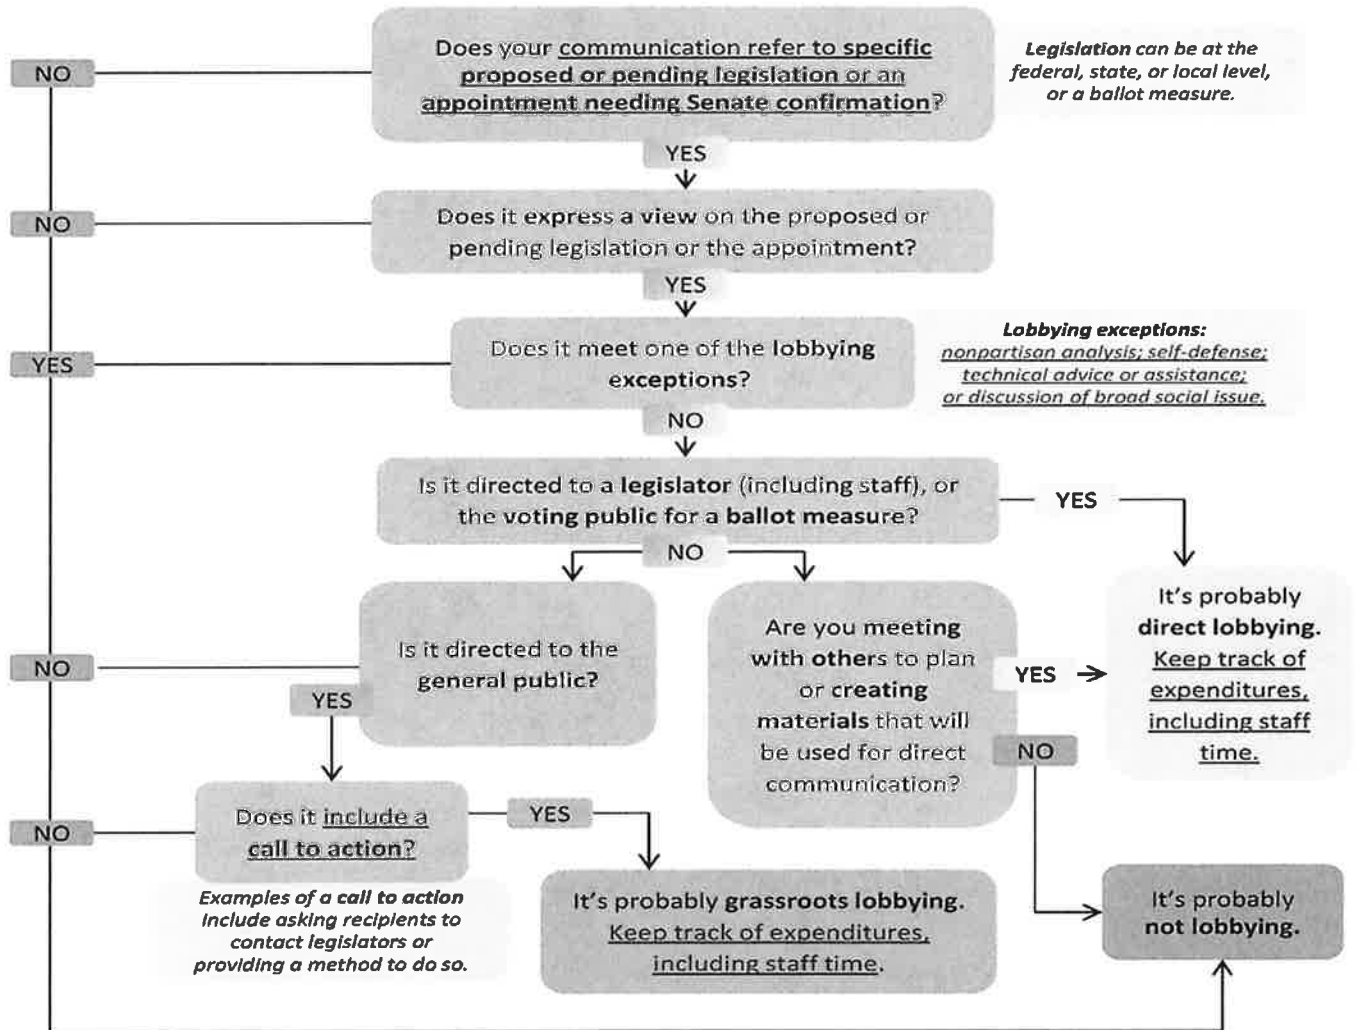 Does your communication refer to specific
proposed or pending legislation or an
appointment needing Senate confirmation?
Legislation can be at the
federal, state, or local level,
or a ballot measure.
NO
YES
Does it express a view on the proposed or
pending legislation or the appointment?
NO
YES
Does it meet one of the lobbying
exceptions?
Lobbying exceptions:
nonpartisan analysis; self-defense;
technical advice or assistance;
or discussion of broad social issue.
YES
NO
Is it directed to a legislator (including staff), or
the voting public for a ballot measure?
YES
NO
Is it directed to the
general public?
NO
YES
Are you meeting
with others to plan
or creating
materials that will
be used for direct
communication?
YES
NO
It's probably
direct lobbying.
Keep track of
expenditures,
including staff
time.
Does it include a
call to action?
NO
YES
Examples of a call to action
include asking recipients to
contact legislators or
providing a method to do so.
It's probably grassroots lobbying.
Keep track of expenditures,
including staff time.
It's probably
not lobbying.